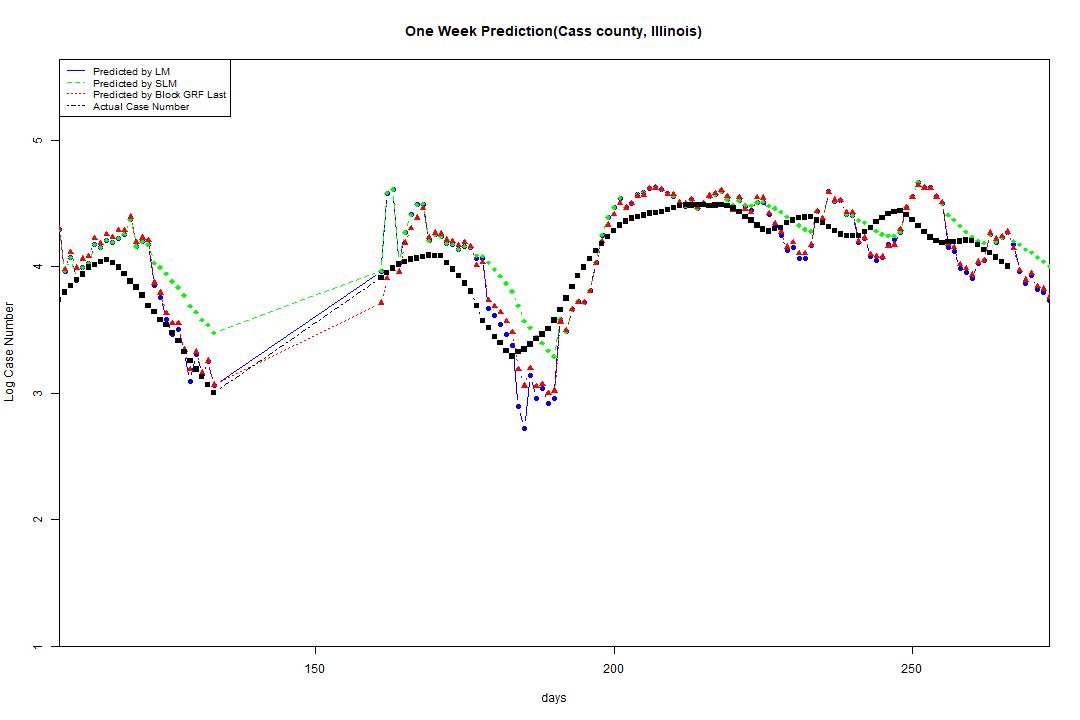 One Week Prediction(Cass county, Illinois)
Predicted by LM
Predicted by SLM
Predicted by Block GRF Last
Actual Case Number
5
4
3
2
1
Log Case Number
150
200
250
days